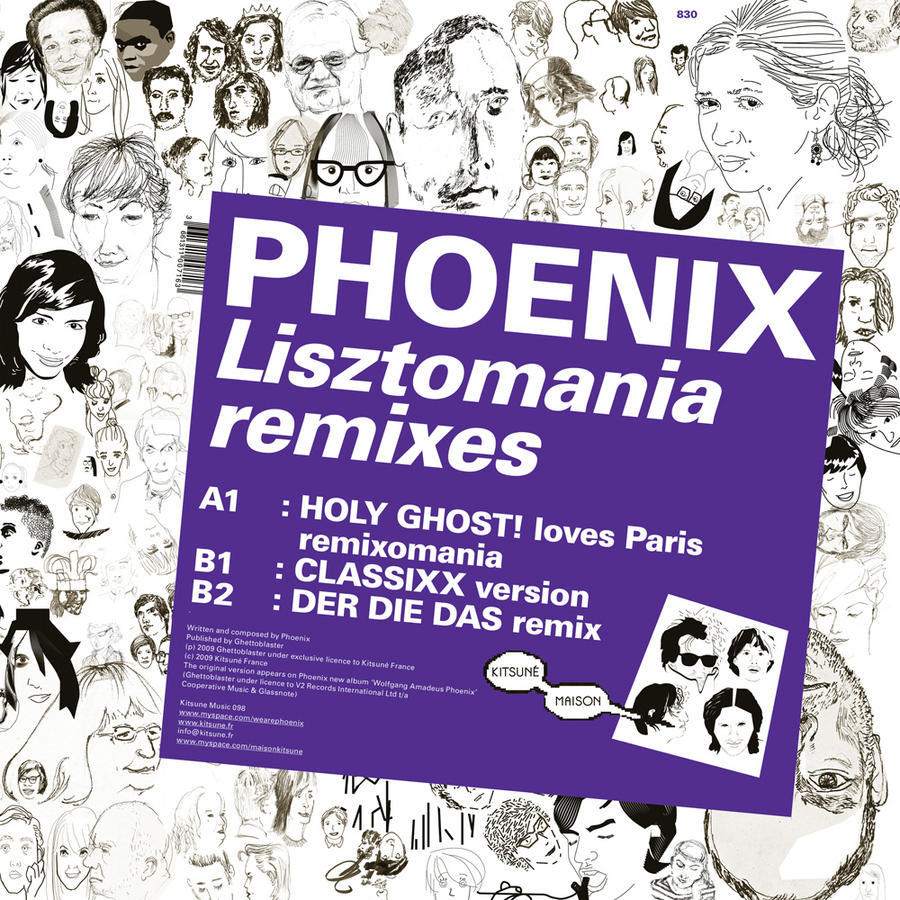 830
3 661311 907163
PHOENIX
Lisztomania
remixes
A1 : HOLY GHOST! loves Paris
remixomania
B1 : CLASSIXX version
B2 : DER DIE DAS remix
Written and composed by Phoenix
Published by Ghettoblaster
(p) 2009 Ghettoblaster under exclusive licence to Kitsuné France
(c) 2009 Kitsuné France
The original version appears on Phoenix new album "Wolfgang Amadeus Phoenix"
(Ghettoblaster under licence to V2 Records International Ltd t/a
Cooperative Music & Glassnote)
Kitsune Music 098
www.myspace.com/wearephoenix
www.kitsune.fr
info@kitsune.fr
www.myspace.com/maisonkitsune
KITSUNÉ
MAISON